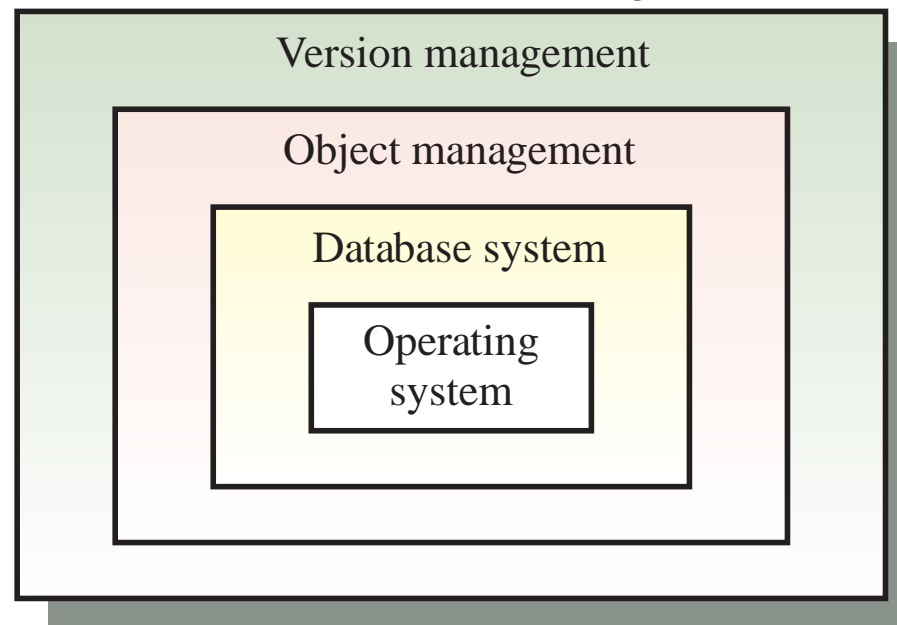 Version management
Object management
Database system
Operating
system